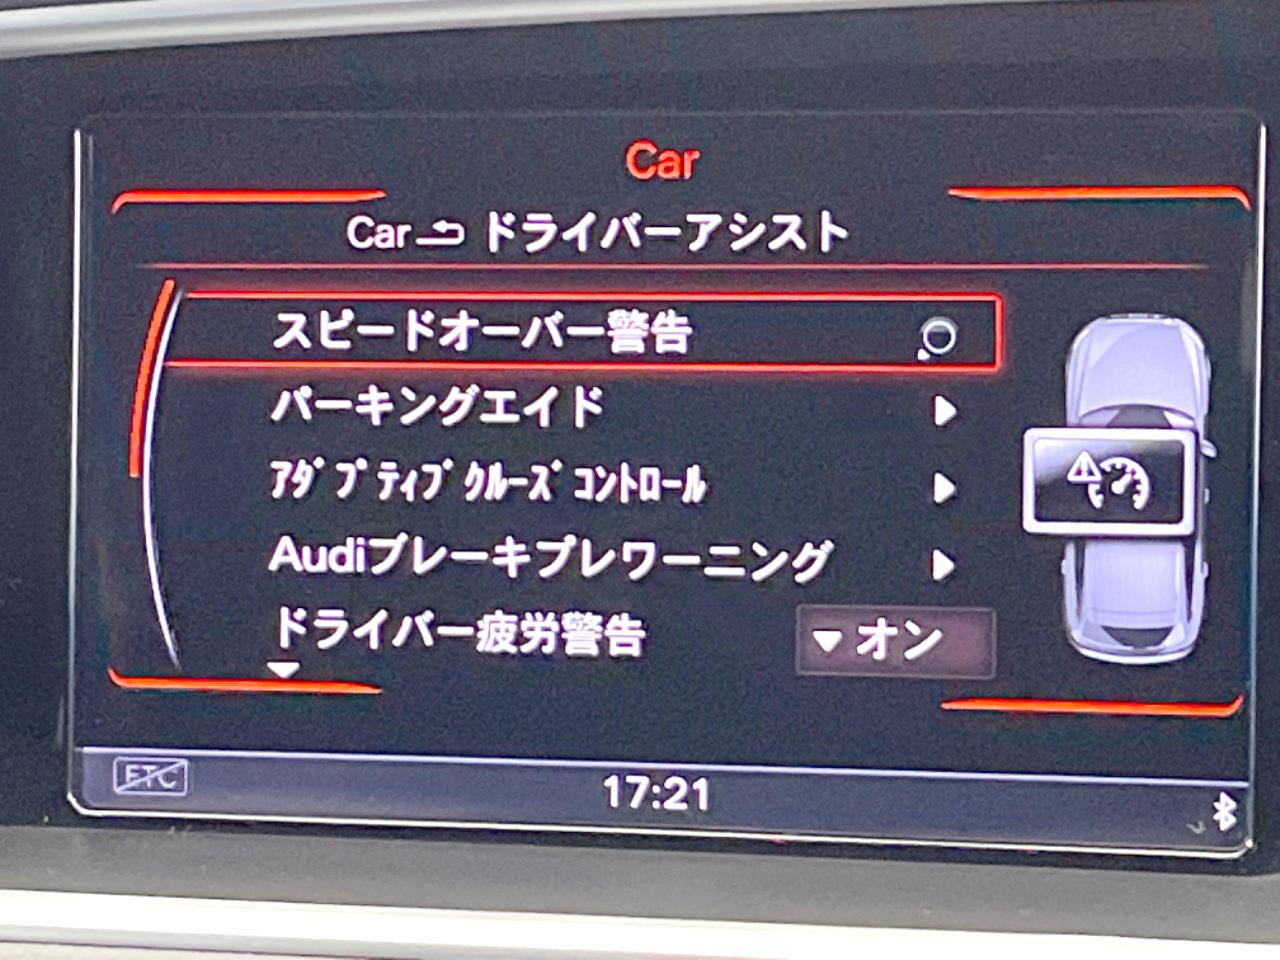 Car
Car ドライバーアシスト
スピードオーバー警告
パーキングエイド
ｱﾀﾞﾌﾟﾃｨﾌﾞｸﾙｰｽﾞｺﾝﾄﾛｰﾙ
Audiブレーキプレワーニング
ドライバー疲労警告 オン
ETC 17:21